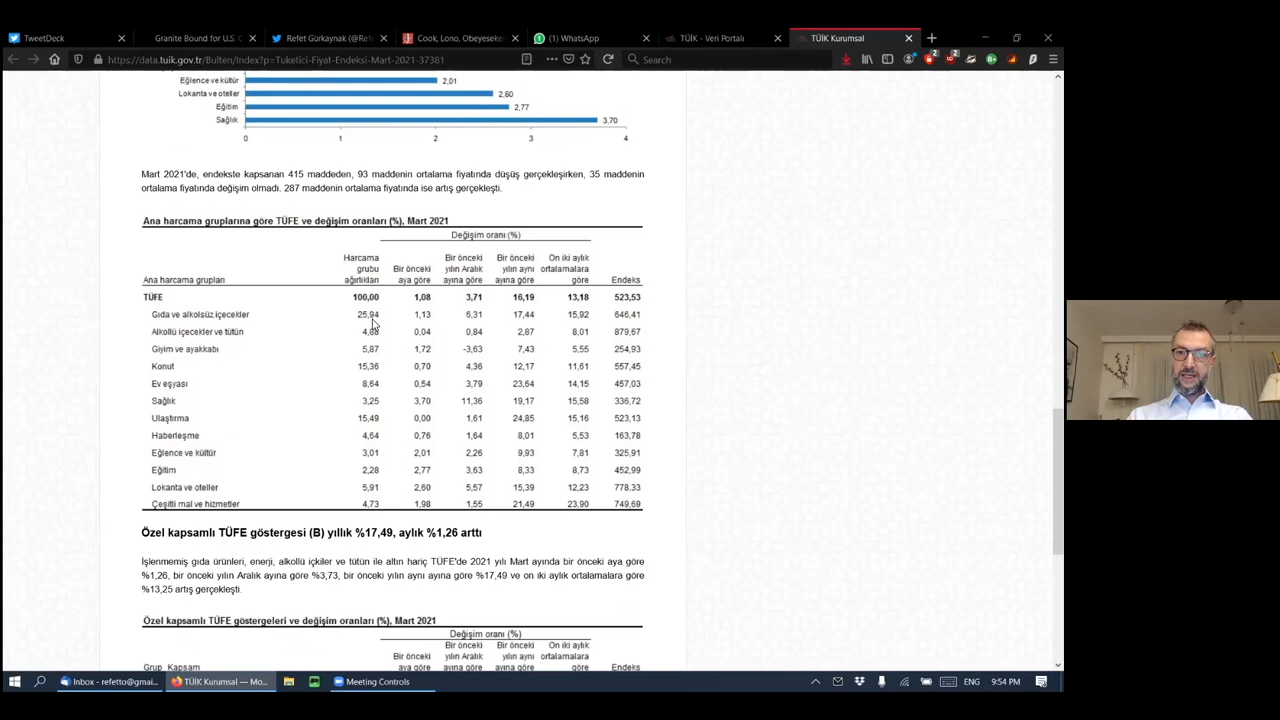 TweetDeck
Granite Bound for U.S. C
Refet Gürkaynak (@Ref
Cook, Lono, Obeyeseker
(1) WhatsApp
TÜİK - Veri Portalı
TÜİK Kurumsal
https://data.tuik.gov.tr/Bulten/Index?p=Tuketici-Fiyat-Endeksi-Mart-2021-37381
Search
2
2
Eğlence ve kültür 2,01
Lokanta ve oteller 2,60
Eğitim 2,77
Sağlık 3,70
0 1 2 3 4
Mart 2021'de, endekste kapsanan 415 maddeden, 93 maddenin ortalama fiyatında düşüş gerçekleşirken, 35 maddenin
ortalama fiyatında değişim olmadı. 287 maddenin ortalama fiyatında ise artış gerçekleşti.
Ana harcama gruplarına göre TÜFE ve değişim oranları (%), Mart 2021
Değişim oranı (%)
Harcama Bir önceki Bir önceki On iki aylık
grubu Bir önceki yılın Aralık yılın aynı ortalamalara
Ana harcama grupları ağırlıkları aya göre ayına göre ayına göre göre Endeks
TÜFE 100,00 1,08 3,71 16,19 13,18 523,53
Gıda ve alkolsüz içecekler 25,94 1,13 6,31 17,44 15,92 646,41
Alkollü içecekler ve tütün 4,88 0,04 0,84 2,87 8,01 879,67
Giyim ve ayakkabı 5,87 1,72 -3,63 7,43 5,55 254,93
Konut 15,36 0,70 4,36 12,17 11,61 557,45
Ev eşyası 8,64 0,54 3,79 23,64 14,15 457,03
Sağlık 3,25 3,70 11,36 19,17 15,58 336,72
Ulaştırma 15,49 0,00 1,61 24,85 15,16 523,13
Haberleşme 4,64 0,76 1,64 8,01 5,53 163,78
Eğlence ve kültür 3,01 2,01 2,26 9,93 7,81 325,91
Eğitim 2,28 2,77 3,63 8,33 8,73 452,99
Lokanta ve oteller 5,91 2,60 5,57 15,39 12,23 778,33
Çeşitli mal ve hizmetler 4,73 1,98 1,55 21,49 23,90 749,69
Özel kapsamlı TÜFE göstergesi (B) yıllık %17,49, aylık %1,26 arttı
İşlenmemiş gıda ürünleri, enerji, alkollü içkiler ve tütün ile altın hariç TÜFE'de 2021 yılı Mart ayında bir önceki aya göre
%1,26, bir önceki yılın Aralık ayına göre %3,73, bir önceki yılın aynı ayına göre %17,49 ve on iki aylık ortalamalara göre
%13,25 artış gerçekleşti.
Özel kapsamlı TÜFE göstergeleri ve değişim oranları (%), Mart 2021
Değişim oranı (%)
Bir önceki Bir önceki On iki aylık
Bir önceki yılın Aralık yılın aynı ortalamalara
Grup Kapsam aya göre ayına göre ayına göre göre Endeks
Inbox - refetto@gmai...
TÜİK Kurumsal — Mo...
Meeting Controls
ENG
9:54 PM